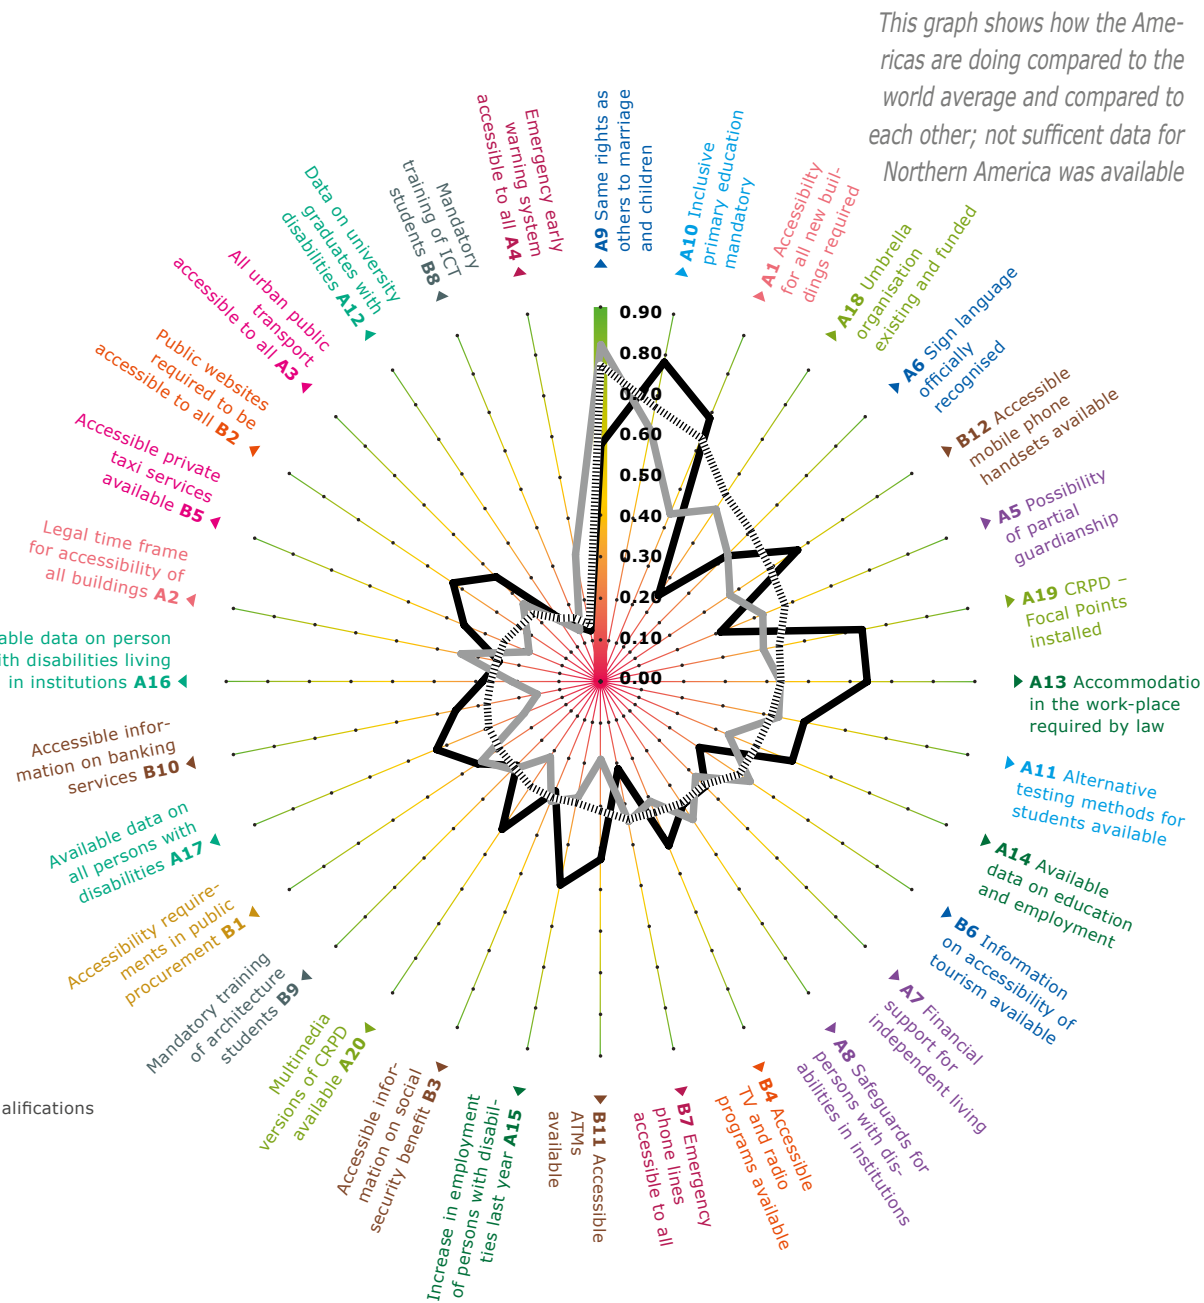 This graph shows how the Ame-
ricas are doing compared to the
world average and compared to
each other; not sufficent data for
Northern America was available
A9 Same rights as
others to marriage
and children
A10 Inclusive
primary education
mandatory
A1 Accessibilty
for all new buil-
dings required
A18 Umbrella
organisation
existing and funded
A6 Sign language
officially
recognised
B12 Accessible
mobile phone
handsets available
A5 Possibility
of partial
guardianship
A19 CRPD –
Focal Points
installed
A13 Accommodatio
in the work-place
required by law
A11 Alternative
testing methods for
students available
A14 Available
data on education
and employment
B6 Information
on accessibility of
tourism available
A7 Financial
support for
independent living
A8 Safeguards for
persons with dis-
abilities in institutions
B4 Accessible
TV and radio
programs available
B7 Emergency
phone lines
accessible to all
B11 Accessible
ATMs
available
Increase in employment
of persons with disabil-
ties last year A15
Accessible infor-
mation on social
security benefit B3
Multimedia
versions of CRPD
available A20
Mandatory training
of architecture
students B9
Accessibility require-
ments in public
procurement B1
Available data on
all persons with
disabilities A17
Accessible infor-
mation on banking
services B10
able data on person
ith disabilities living
in institutions A16
Legal time frame
for accessibility of
all buildings A2
Accessible private
taxi services
available B5
Public websites
required to be
accessible to all B2
All urban public
transport
accessible to all A3
Data on university
graduates with
disabilities A12
Mandatory
training of ICT
students B8
Emergency early
warning system
accessible to all A4
0.90
0.80
0.70
0.60
0.50
0.40
0.30
0.20
0.10
0.00
alifications